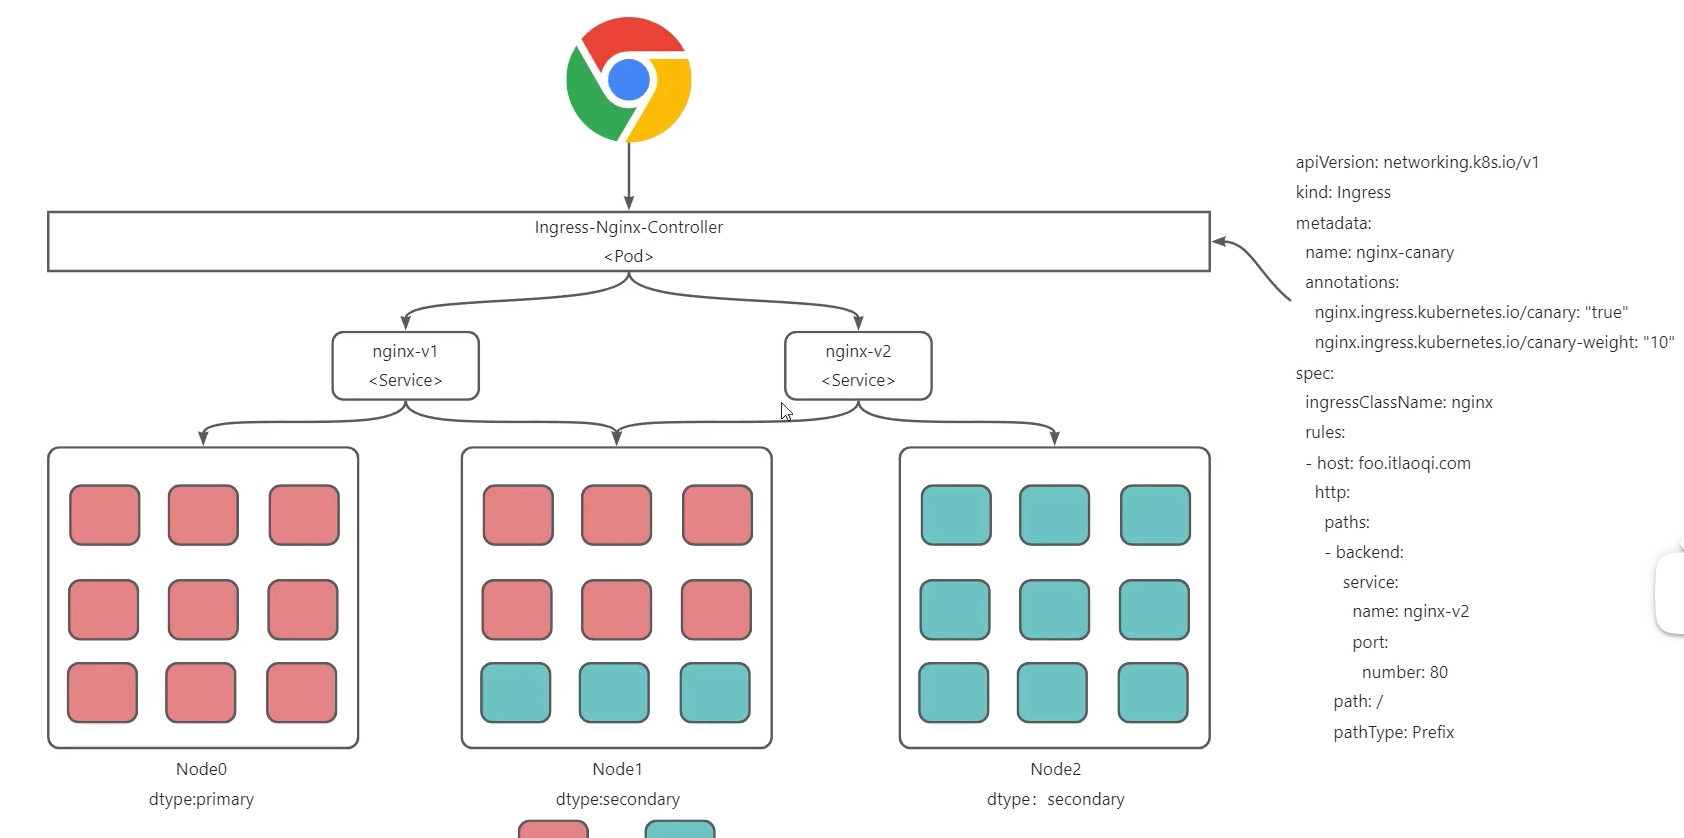 Ingress-Nginx-Controller
<Pod>
nginx-v1
<Service>
nginx-v2
<Service>
Node0
dtype:primary
Node1
dtype:secondary
Node2
dtype：secondary
apiVersion: networking.k8s.io/v1
kind: Ingress
metadata:
  name: nginx-canary
  annotations:
    nginx.ingress.kubernetes.io/canary: "true"
    nginx.ingress.kubernetes.io/canary-weight: "10"
spec:
  ingressClassName: nginx
  rules:
  - host: foo.itlaoqi.com
    http:
      paths:
      - backend:
          service:
            name: nginx-v2
            port:
              number: 80
        path: /
        pathType: Prefix